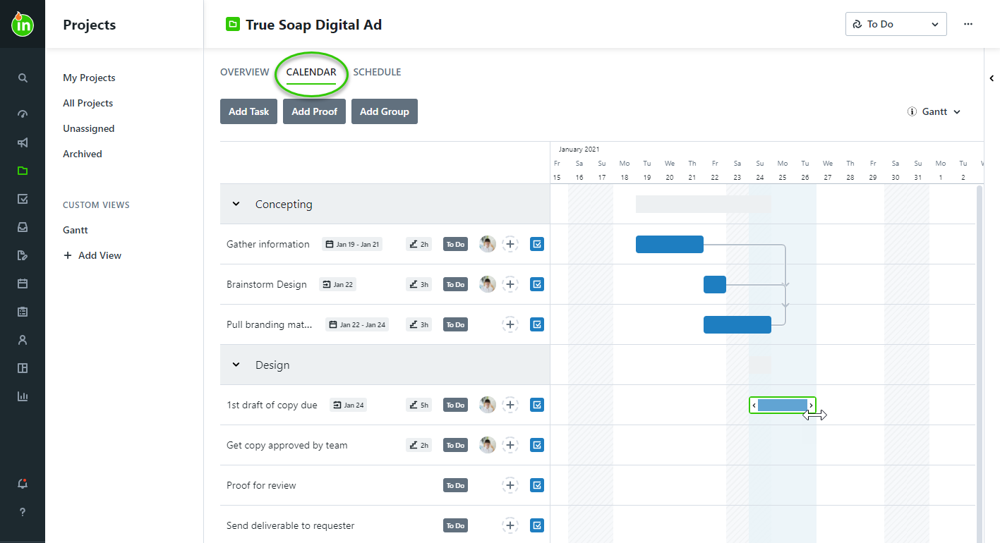 in
Projects
True Soap Digital Ad
To Do
My Projects
All Projects
Unassigned
Archived
CUSTOM VIEWS
Gantt
+ Add View
OVERVIEW CALENDAR SCHEDULE
Add Task Add Proof Add Group
Gantt
January 2021
Fr Sa Su Mo Tu We Th Fr Sa Su Mo Tu We Th Fr Sa Su Mo Tu
15 16 17 18 19 20 21 22 23 24 25 26 27 28 29 30 31 1 2
Concepting
Gather information Jan 19 - Jan 21 2h To Do
Brainstorm Design Jan 22 3h To Do
Pull branding mat... Jan 22 - Jan 24 3h To Do
Design
1st draft of copy due Jan 24 5h To Do
Get copy approved by team 2h To Do
Proof for review To Do
Send deliverable to requester To Do
?